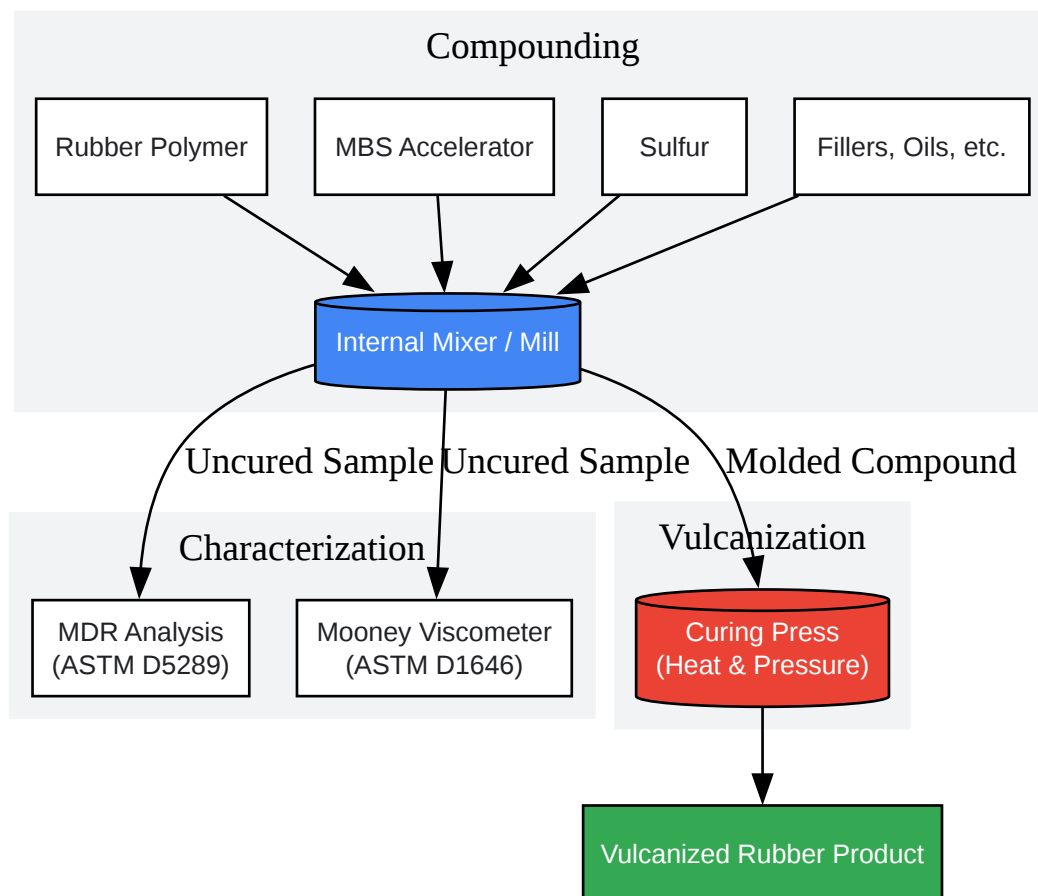 Compounding
Rubber Polymer
MBS Accelerator
Sulfur
Fillers, Oils, etc.
Internal Mixer / Mill
Uncured Sample
Uncured Sample
Molded Compound
Characterization
Vulcanization
MDR Analysis
(ASTM D5289)
Mooney Viscometer
(ASTM D1646)
Curing Press
(Heat & Pressure)
Vulcanized Rubber Product